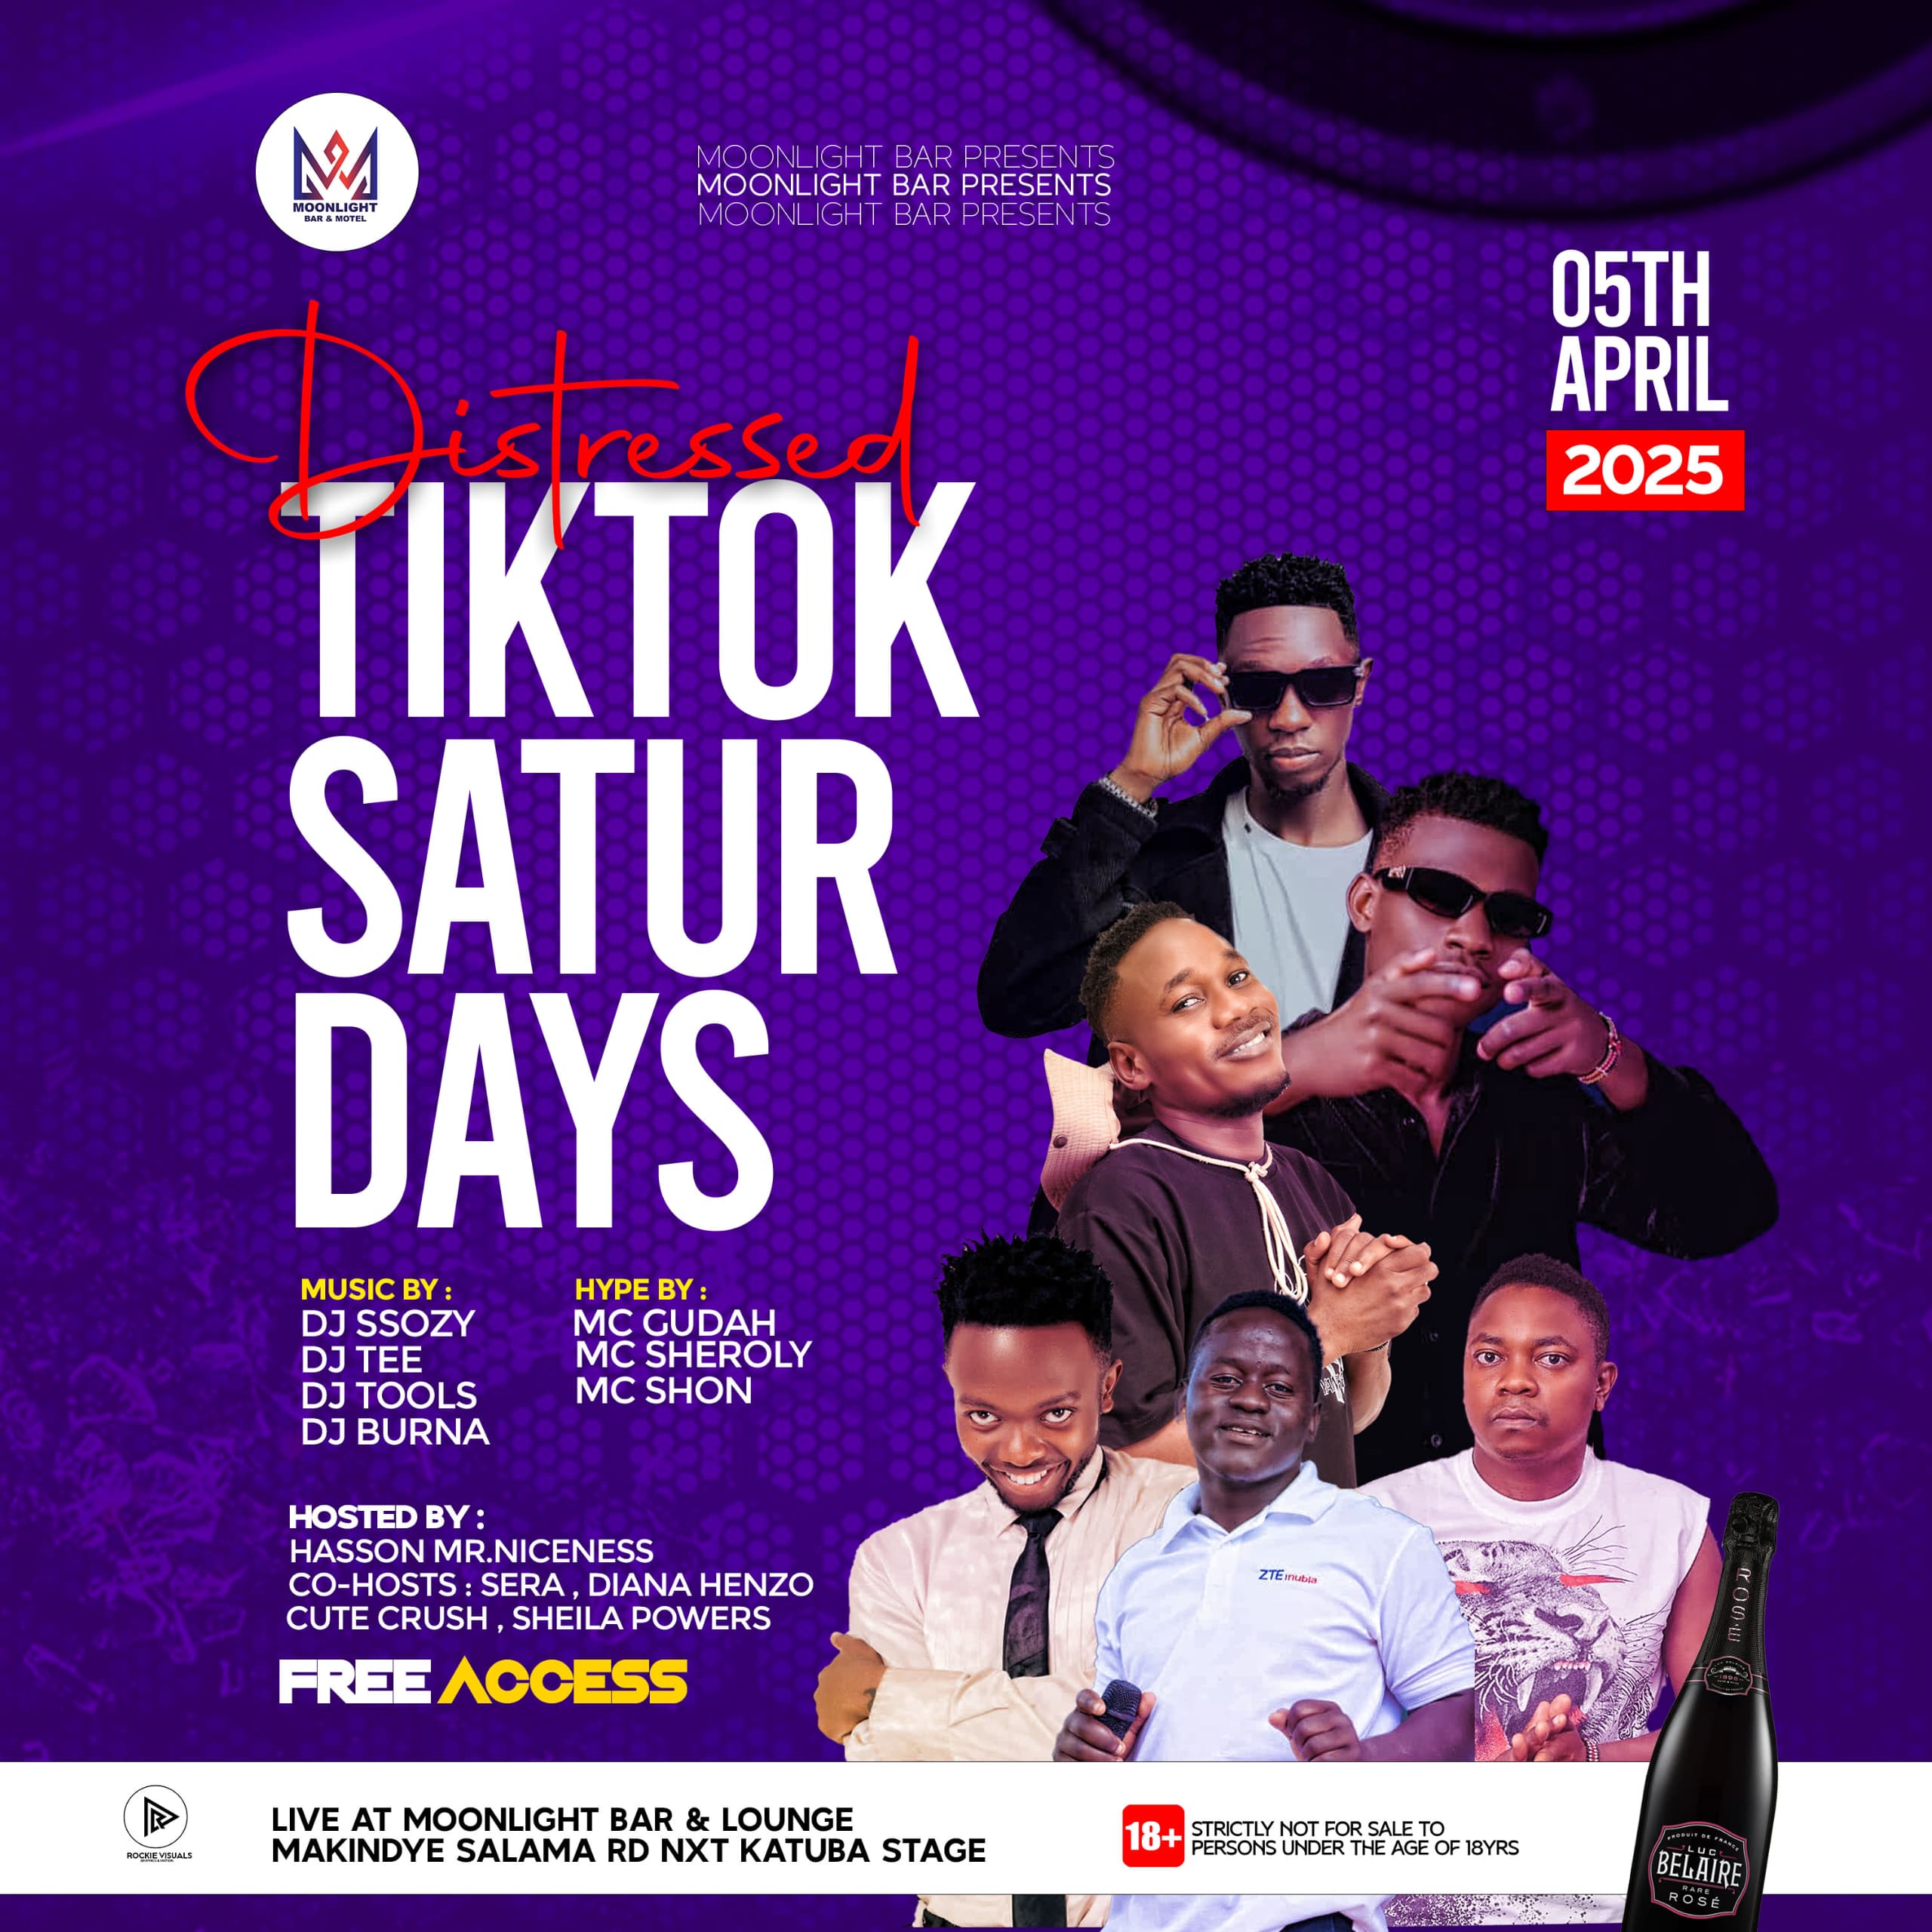 MOONLIGHT
BAR & MOTEL
MOONLIGHT BAR PRESENTS
MOONLIGHT BAR PRESENTS
MOONLIGHT BAR PRESENTS
05TH
APRIL
2025
Distressed
TIKTOK
SATUR
DAYS
MUSIC BY :
DJ SSOZY
DJ TEE
DJ TOOLS
DJ BURNA
HYPE BY :
MC GUDAH
MC SHEROLY
MC SHON
HOSTED BY :
HASSON MR.NICENESS
CO-HOSTS : SERA , DIANA HENZO
CUTE CRUSH , SHEILA POWERS
FREE ACCESS
ZTE nubia
ROSÉ
ROCKIE VISUALS
LIVE AT MOONLIGHT BAR & LOUNGE
MAKINDYE SALAMA RD NXT KATUBA STAGE
18+
STRICTLY NOT FOR SALE TO
PERSONS UNDER THE AGE OF 18YRS
PRODUIT DE FRANCE
LUC
BELAIRE
RARE
ROSÉ